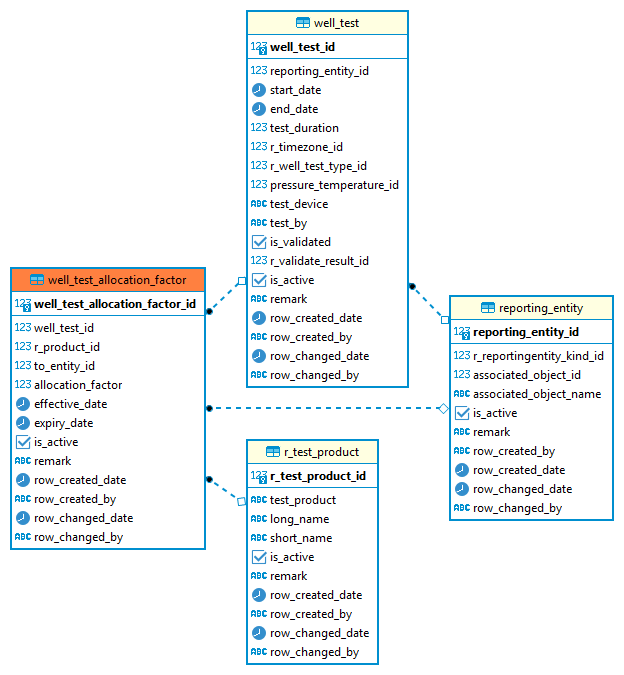 well_test
123 well_test_id
123 reporting_entity_id
start_date
end_date
123 test_duration
123 r_timezone_id
123 r_well_test_type_id
123 pressure_temperature_id
ABC test_device
ABC test_by
is_validated
123 r_validate_result_id
is_active
ABC remark
row_created_date
ABC row_created_by
row_changed_date
ABC row_changed_by
well_test_allocation_factor
123 well_test_allocation_factor_id
123 well_test_id
123 r_product_id
123 to_entity_id
123 allocation_factor
effective_date
expiry_date
is_active
ABC remark
row_created_date
ABC row_created_by
row_changed_date
ABC row_changed_by
reporting_entity
123 reporting_entity_id
123 r_reportingentity_kind_id
123 associated_object_id
ABC associated_object_name
is_active
ABC remark
ABC row_created_by
row_created_date
row_changed_date
ABC row_changed_by
r_test_product
123 r_test_product_id
ABC test_product
ABC long_name
ABC short_name
is_active
ABC remark
row_created_date
ABC row_created_by
row_changed_date
ABC row_changed_by